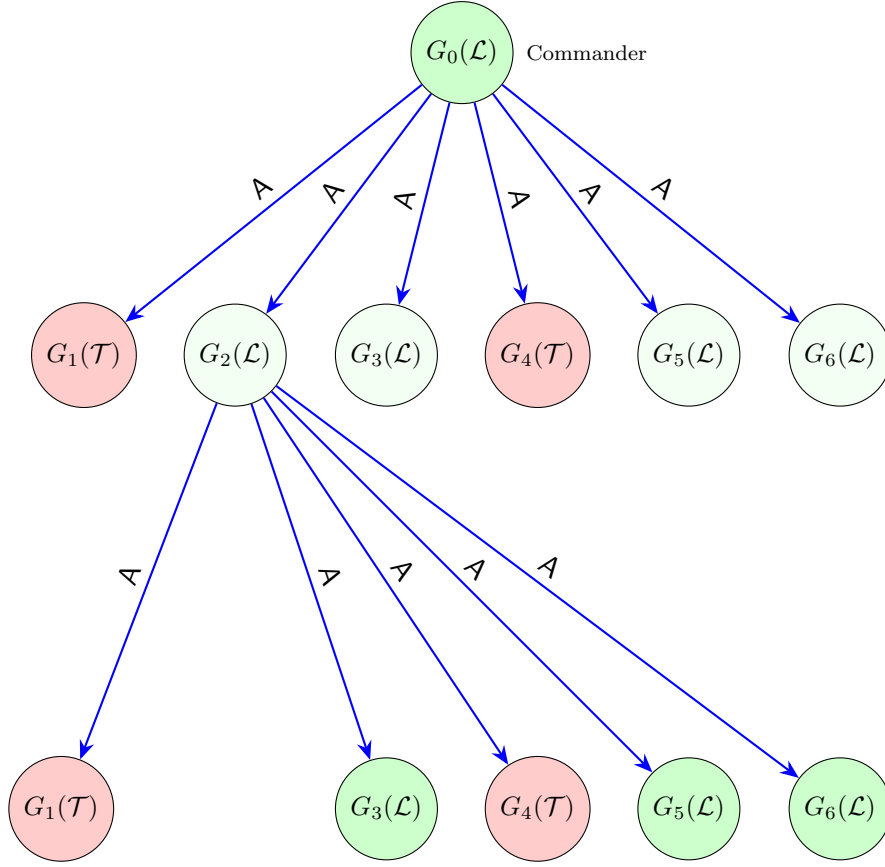 G₀(𝓛) Commander
A A A A A A
G₁(𝒯) G₂(𝓛) G₃(𝓛) G₄(𝒯) G₅(𝓛) G₆(𝓛)
A A A A A
G₁(𝒯) G₃(𝓛) G₄(𝒯) G₅(𝓛) G₆(𝓛)